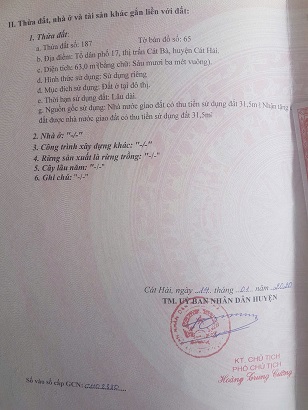 II. Thửa đất, nhà ở và tài sản khác gắn liền với đất:
1. Thửa đất:
a. Thửa đất số: 187 Tờ bản đồ số: 65
b. Địa điểm: Tổ dân phố 17, thị trấn Cát Bà, huyện Cát Hải.
c. Diện tích: 63,0 m² (bằng chữ: Sáu mươi ba mét vuông).
d. Hình thức sử dụng: Sử dụng riêng
đ. Mục đích sử dụng: Đất ở tại đô thị.
e. Thời hạn sử dụng đất: Lâu dài.
g. Nguồn gốc sử dụng: Nhà nước giao đất có thu tiền sử dụng đất 31,5m²; Nhận tặng
đất được nhà nước giao đất có thu tiền sử dụng đất 31,5m²
2. Nhà ở: "-/-"
3. Công trình xây dựng khác: "-/-"
4. Rừng sản xuất là rừng trồng: "-/-"
5. Cây lâu năm: "-/-"
6. Ghi chú: "-/-"
Cát Hải, ngày 14 tháng 01 năm
TM. ỦY BAN NHÂN DÂN HUYỆN
KT. CHỦ TỊCH
PHÓ CHỦ TỊCH
Hoàng Trung Cường
Số vào sổ cấp GCN: